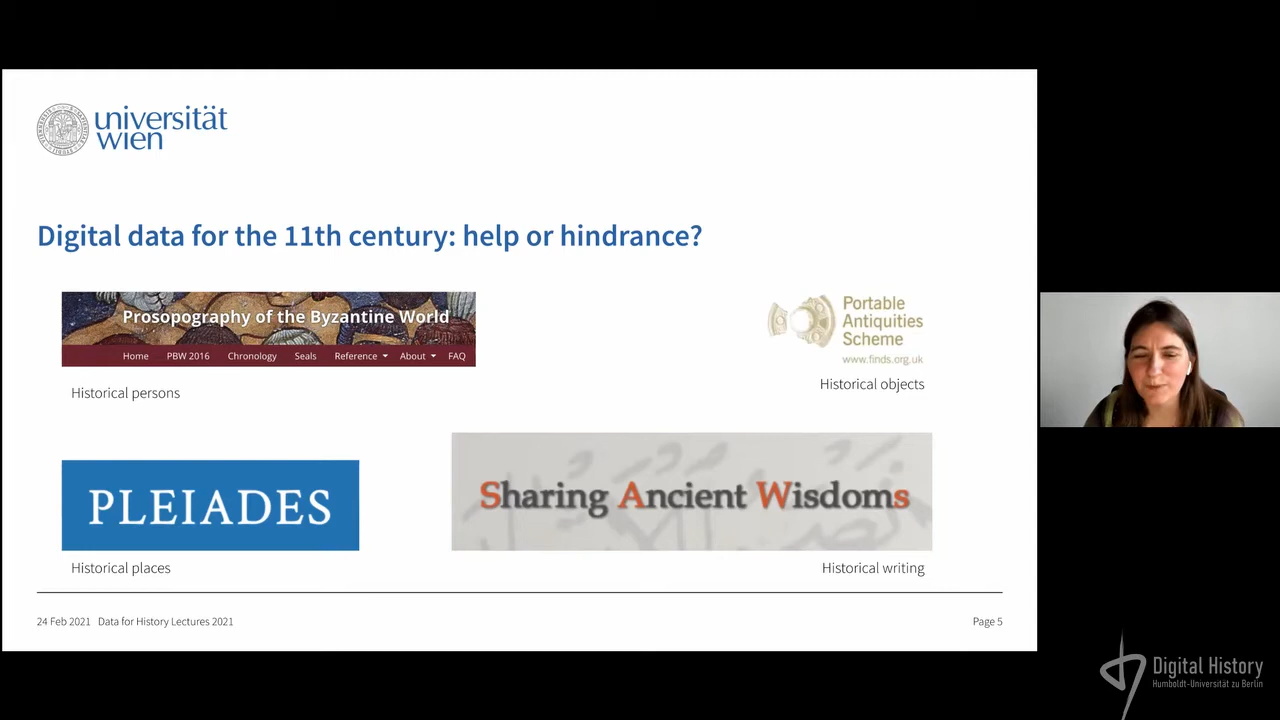 universität
wien
Digital data for the 11th century: help or hindrance?
Prosopography of the Byzantine World
Home PBW 2016 Chronology Seals Reference About FAQ
Historical persons
Portable
Antiquities
Scheme
www.finds.org.uk
Historical objects
PLEIADES
Historical places
Sharing Ancient Wisdoms
Historical writing
24 Feb 2021 Data for History Lectures 2021
Page 5
Digital History
Humboldt-Universität zu Berlin